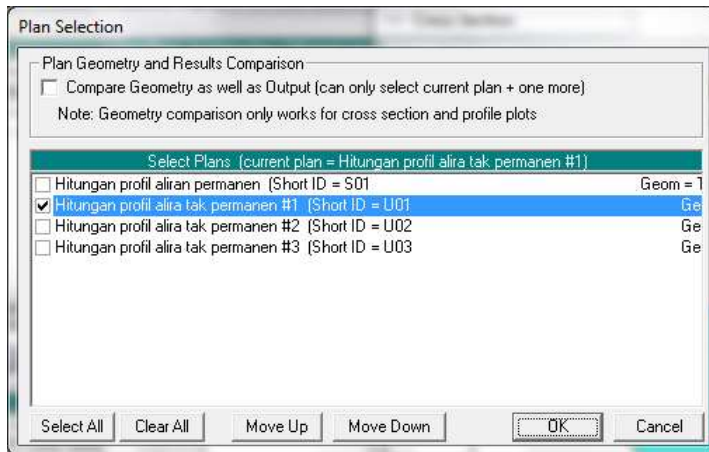 Plan Selection
Plan Geometry and Results Comparison
Compare Geometry as well as Output (can only select current plan + one more)
Note: Geometry comparison only works for cross section and profile plots
Select Plans (current plan = Hitungan profil alira tak permanen #1)
Hitungan profil aliran permanen (Short ID = S01 Geom = T
Hitungan profil alira tak permanen #1 (Short ID = U01 Ge
Hitungan profil alira tak permanen #2 (Short ID = U02 Ge
Hitungan profil alira tak permanen #3 (Short ID = U03 Ge
Select All Clear All Move Up Move Down OK Cancel